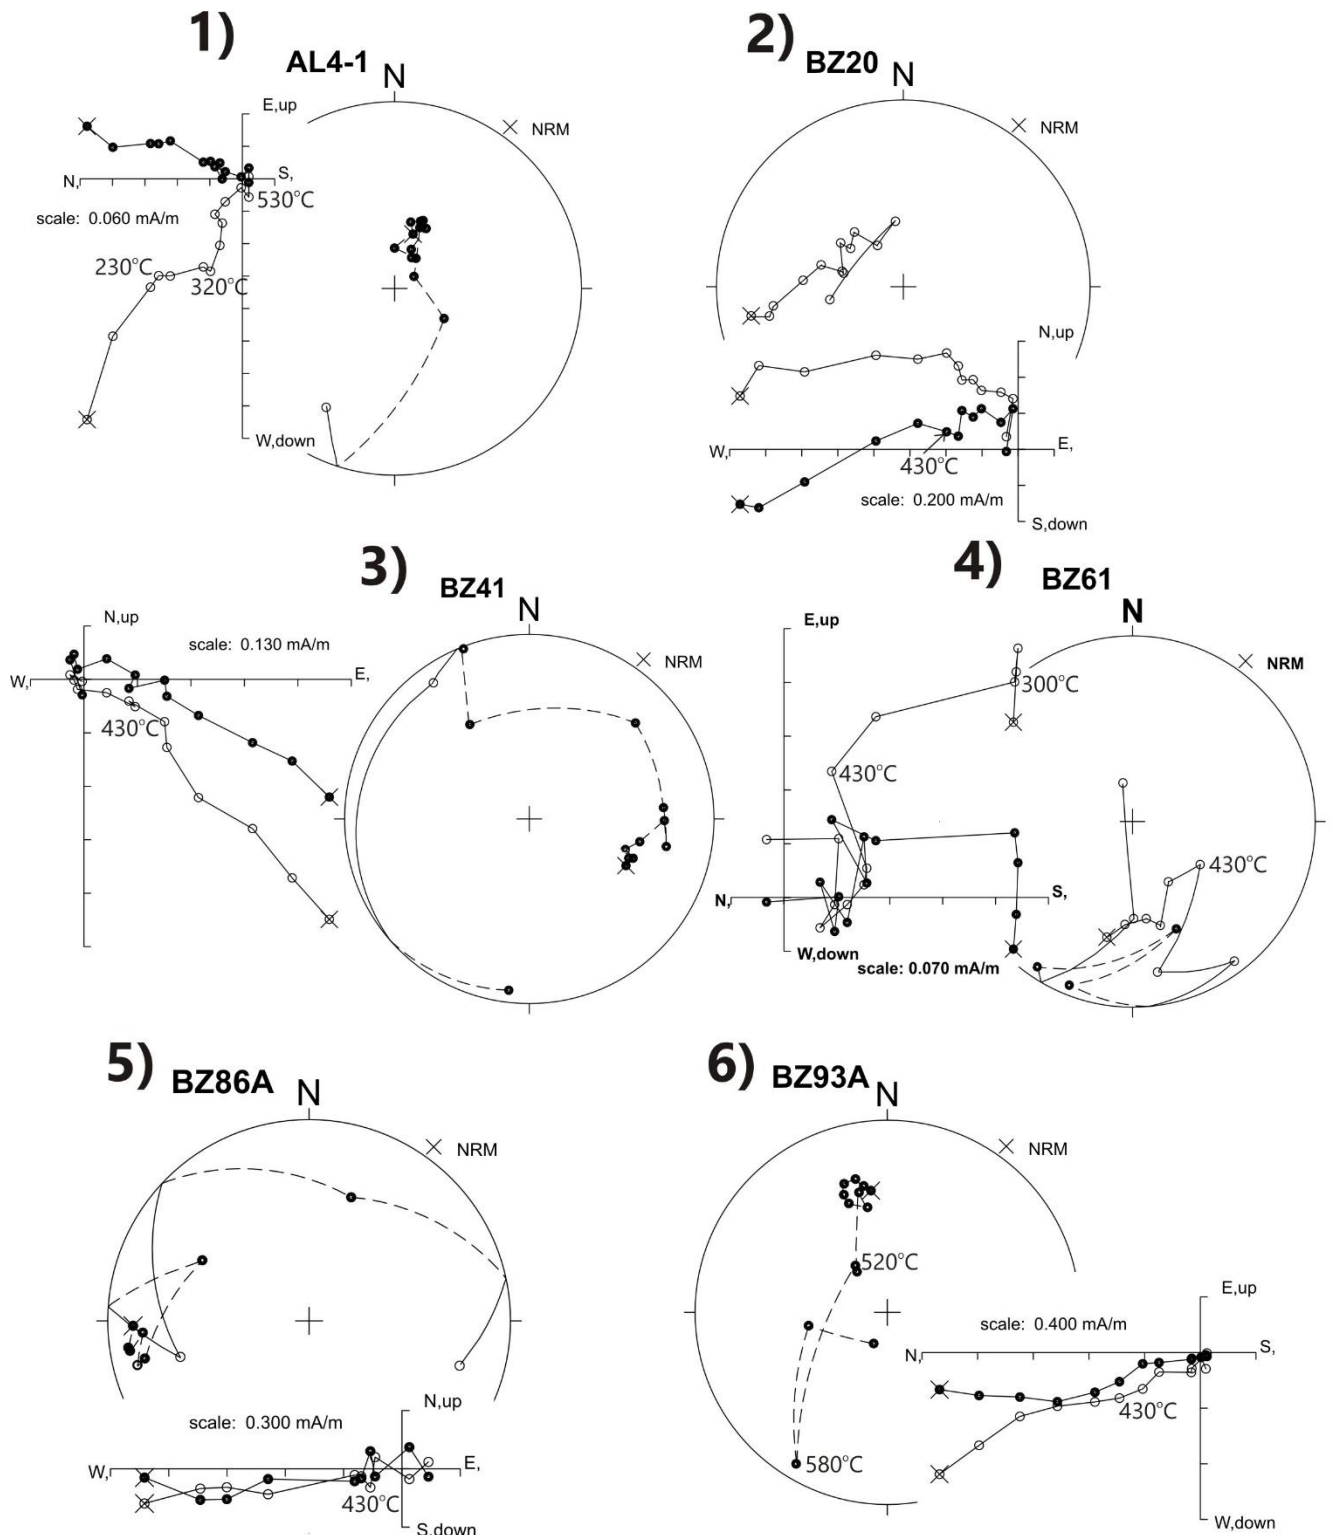 1)
AL4-1
N
NRM
E,up
N,
S,
530°C
scale: 0.060 mA/m
230°C
320°C
W,down
2)
BZ20
N
NRM
N,up
W,
E,
430°C
scale: 0.200 mA/m
S,down
3)
BZ41
N
NRM
N,up
scale: 0.130 mA/m
W,
E,
430°C
4)
BZ61
N
NRM
E,up
300°C
430°C
430°C
N,
S,
W,down
scale: 0.070 mA/m
5)
BZ86A
N
NRM
N,up
scale: 0.300 mA/m
W,
E,
430°C
S,down
6)
BZ93A
N
NRM
520°C
580°C
E,up
scale: 0.400 mA/m
N,
S,
430°C
W,down